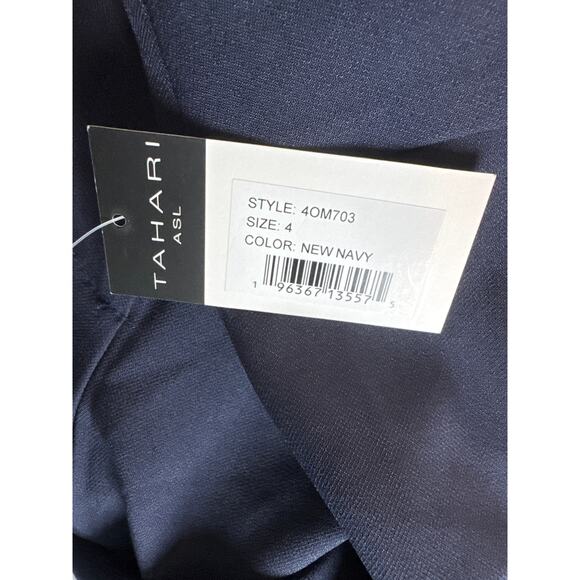 TAHARI
ASL
STYLE: 4OM703
SIZE: 4
COLOR: NEW NAVY
1 96367 13557 5